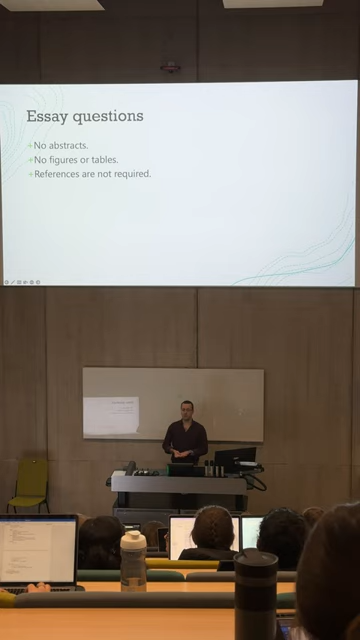 Essay questions
+No abstracts.
+No figures or tables.
+References are not required.